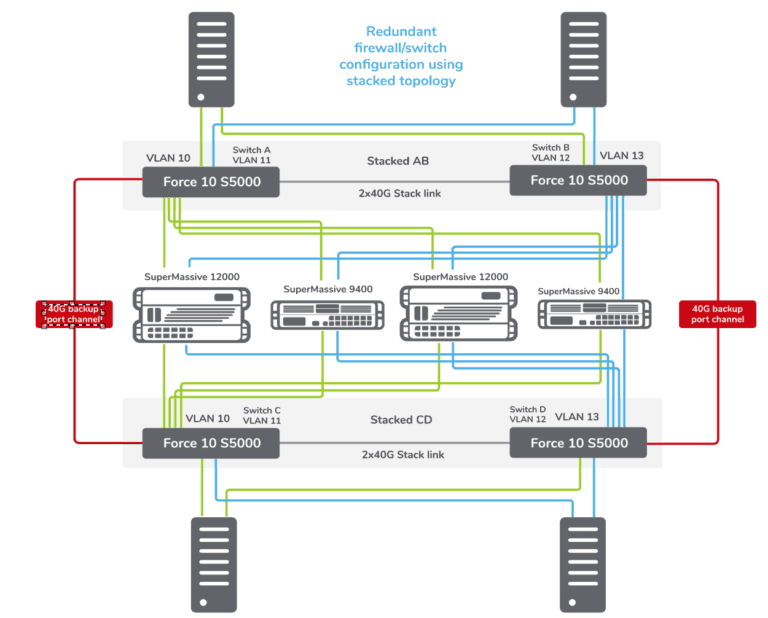 Redundant
firewall/switch
configuration using
stacked topology
VLAN 10
Switch A
VLAN 11
Stacked AB
Switch B
VLAN 12
VLAN 13
Force 10 S5000
Force 10 S5000
2x40G Stack link
SuperMassive 12000
SuperMassive 9400
SuperMassive 12000
SuperMassive 9400
40G backup
port channel
40G backup
port channel
VLAN 10
Switch C
VLAN 11
Stacked CD
Switch D
VLAN 12
VLAN 13
Force 10 S5000
Force 10 S5000
2x40G Stack link